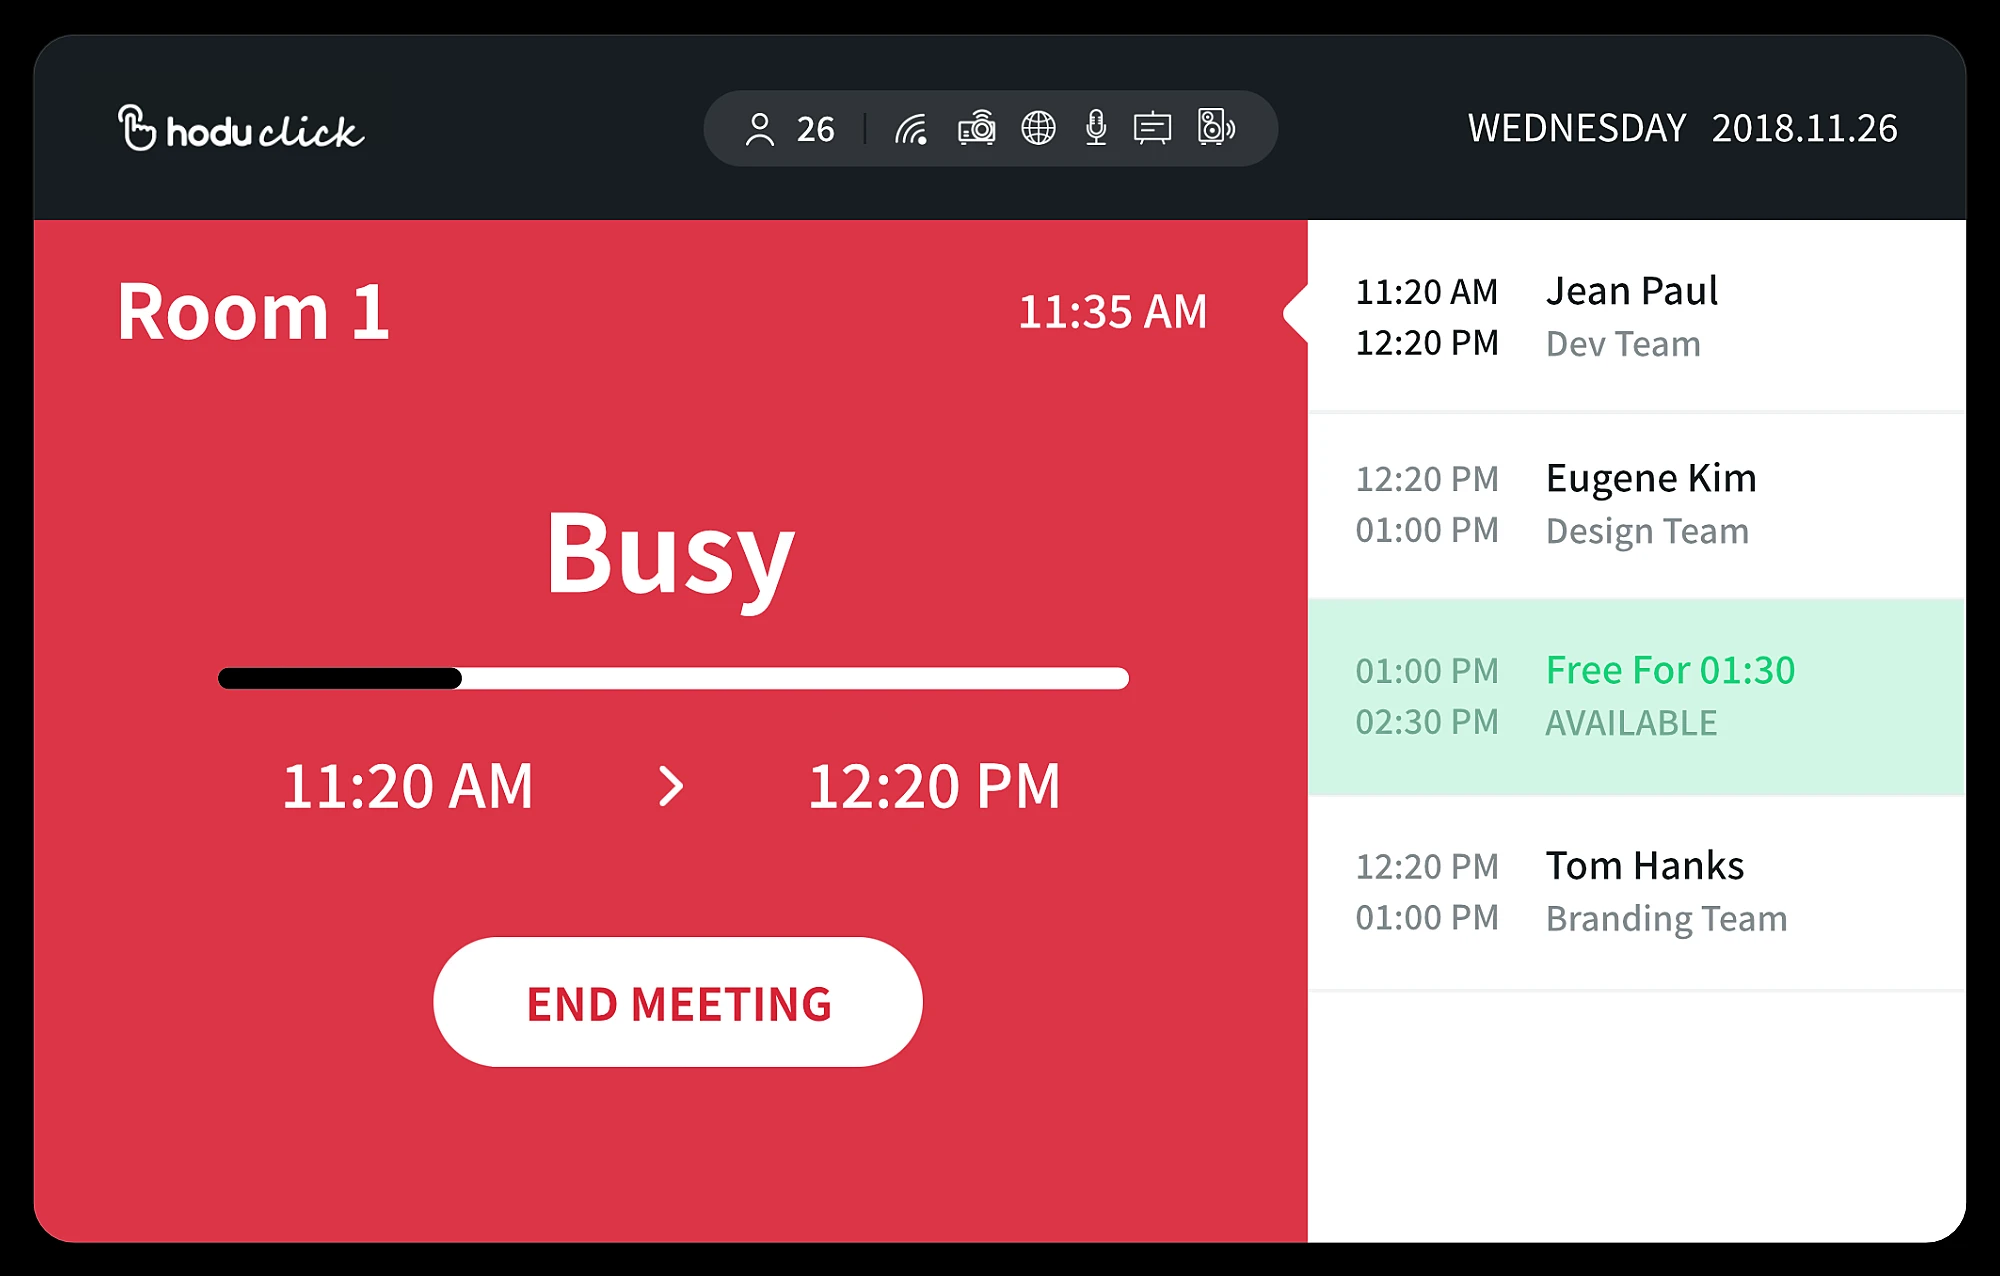 hodu click
26
WEDNESDAY 2018.11.26
Room 1
11:35 AM
Busy
11:20 AM > 12:20 PM
END MEETING
11:20 AM Jean Paul
12:20 PM Dev Team
12:20 PM Eugene Kim
01:00 PM Design Team
01:00 PM Free For 01:30
02:30 PM AVAILABLE
12:20 PM Tom Hanks
01:00 PM Branding Team